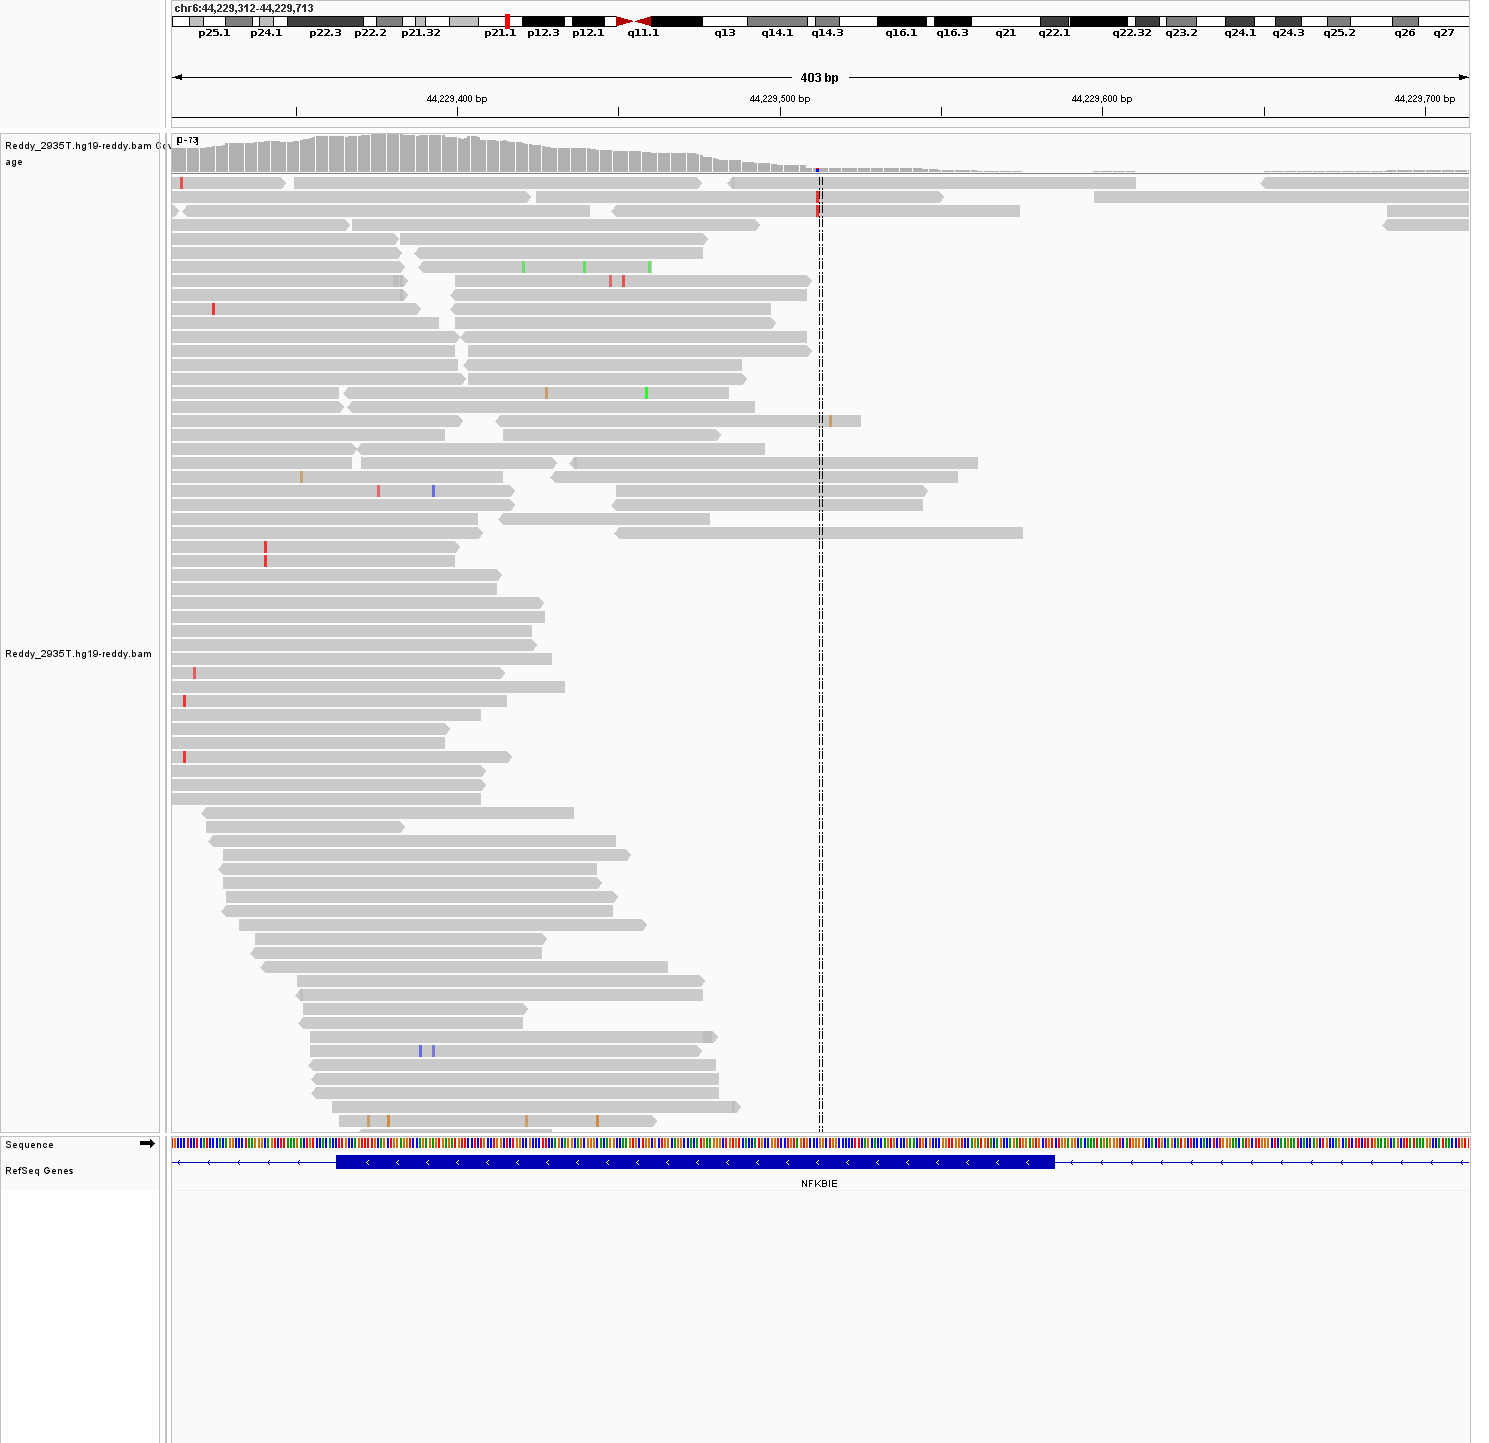 chr6:44,229,312-44,229,713
p25.1 p24.1 p22.3 p22.2 p21.32 p21.1 p12.3 p12.1 q11.1 q13 q14.1 q14.3 q16.1 q16.3 q21 q22.1 q22.32 q23.2 q24.1 q24.3 q25.2 q26 q27
403 bp
44,229,400 bp 44,229,500 bp 44,229,600 bp 44,229,700 bp
[0-73]
Reddy_2935T.hg19-reddy.bam Cov
age
Reddy_2935T.hg19-reddy.bam
Sequence
RefSeq Genes
NFKBIE